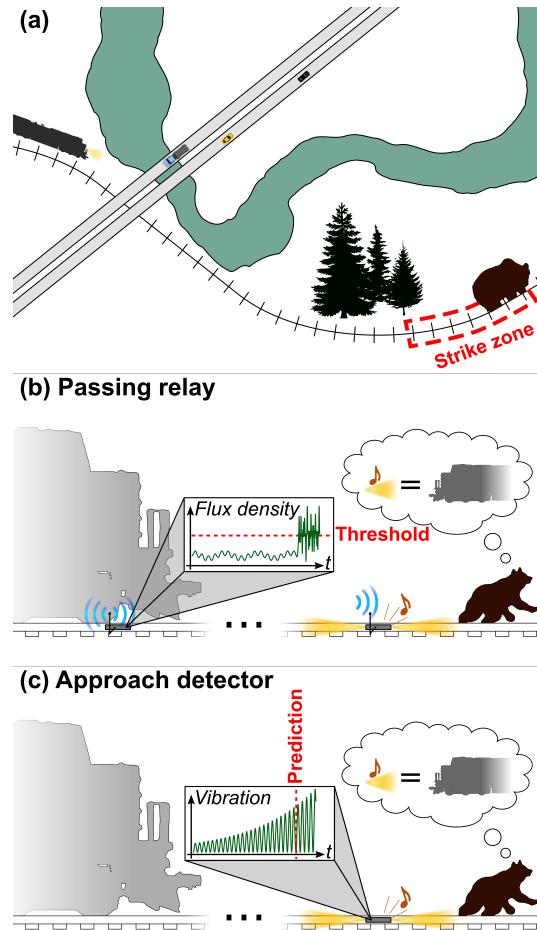 (a)
Strike zone
(b) Passing relay
Flux density
Threshold
t
=
...
(c) Approach detector
Prediction
Vibration
t
=
...